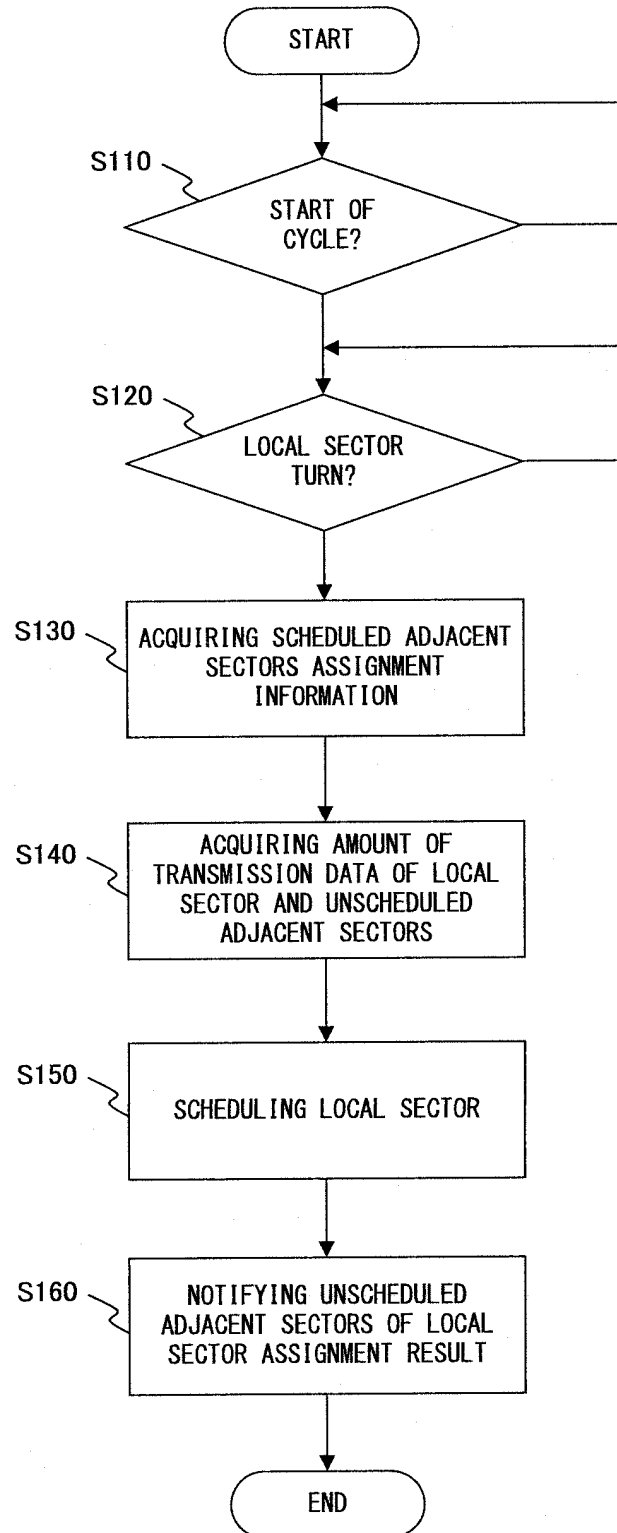 START
S110
START OF
CYCLE?
S120
LOCAL SECTOR
TURN?
S130
ACQUIRING SCHEDULED ADJACENT
SECTORS ASSIGNMENT
INFORMATION
S140
ACQUIRING AMOUNT OF
TRANSMISSION DATA OF LOCAL
SECTOR AND UNSCHEDULED
ADJACENT SECTORS
S150
SCHEDULING LOCAL SECTOR
S160
NOTIFYING UNSCHEDULED
ADJACENT SECTORS OF LOCAL
SECTOR ASSIGNMENT RESULT
END